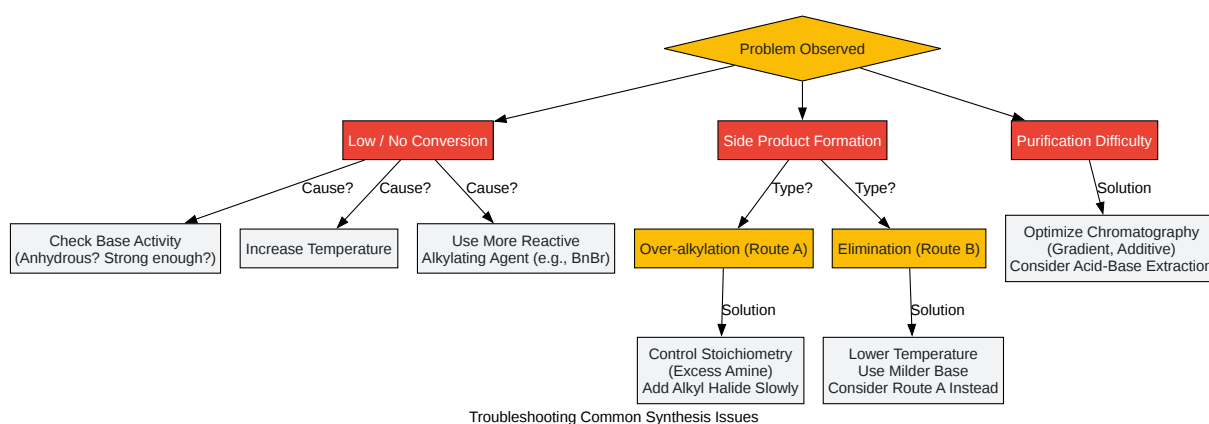 Problem Observed
Low / No Conversion
Side Product Formation
Purification Difficulty
Cause?
Cause?
Cause?
Type?
Type?
Solution
Check Base Activity
(Anhydrous? Strong enough?)
Increase Temperature
Use More Reactive
Alkylating Agent (e.g., BnBr)
Over-alkylation (Route A)
Elimination (Route B)
Optimize Chromatography
(Gradient, Additive)
Consider Acid-Base Extraction
Solution
Solution
Control Stoichiometry
(Excess Amine)
Add Alkyl Halide Slowly
Lower Temperature
Use Milder Base
Consider Route A Instead
Troubleshooting Common Synthesis Issues